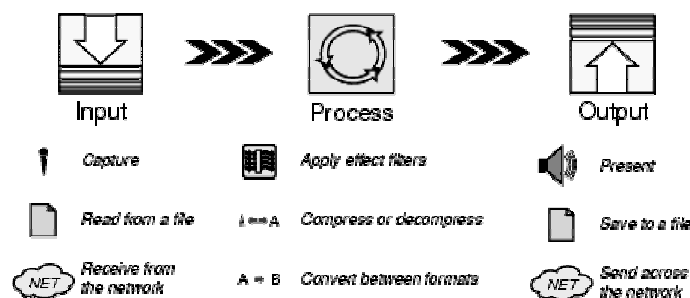 Input
Process
Output
Capture
Apply effect filters
Present
Read from a file
A
Compress or decompress
Save to a file
NET
Receive from
the network
A
B
Convert between formats
NET
Send across
the network